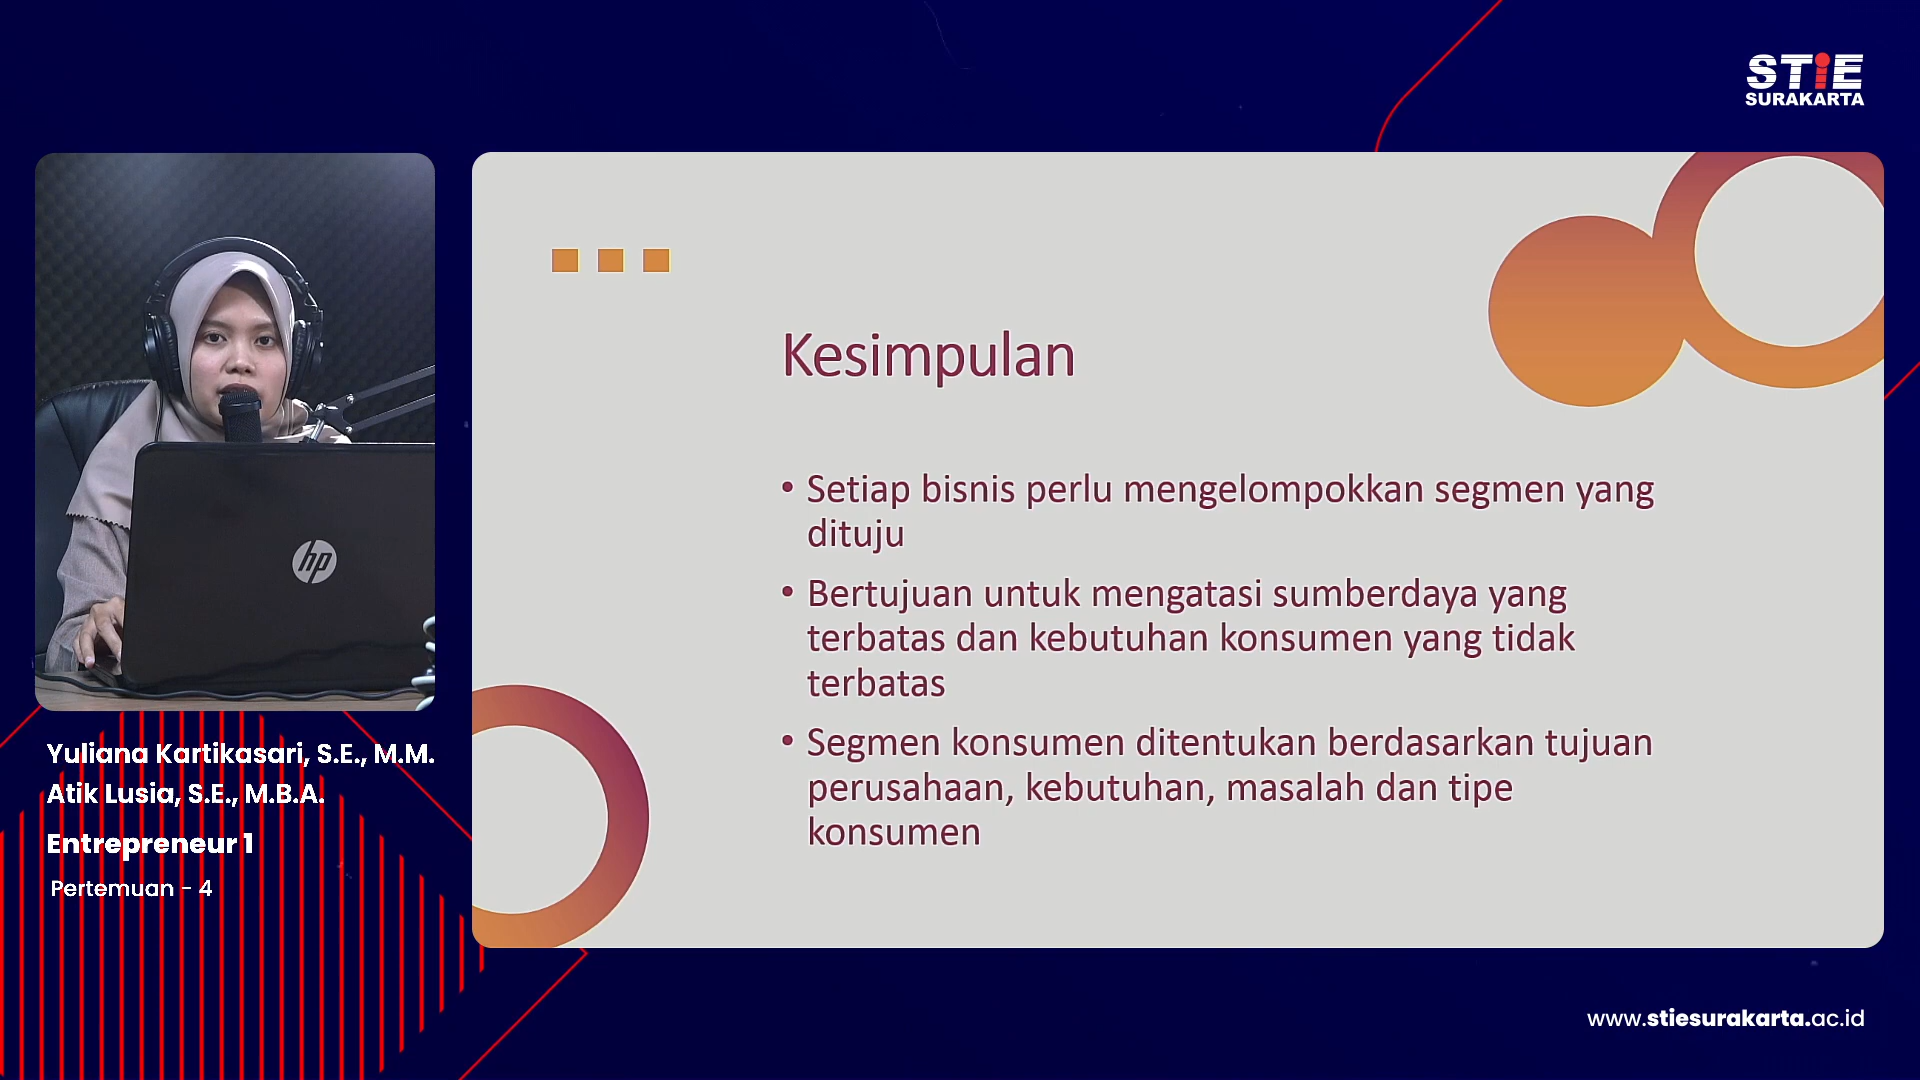 STiE
SURAKARTA
Kesimpulan
• Setiap bisnis perlu mengelompokkan segmen yang
dituju
• Bertujuan untuk mengatasi sumberdaya yang
terbatas dan kebutuhan konsumen yang tidak
terbatas
• Segmen konsumen ditentukan berdasarkan tujuan
perusahaan, kebutuhan, masalah dan tipe
konsumen
hp
Yuliana Kartikasari, S.E., M.M.
Atik Lusia, S.E., M.B.A.
Entrepreneur 1
Pertemuan - 4
www.stiesurakarta.ac.id